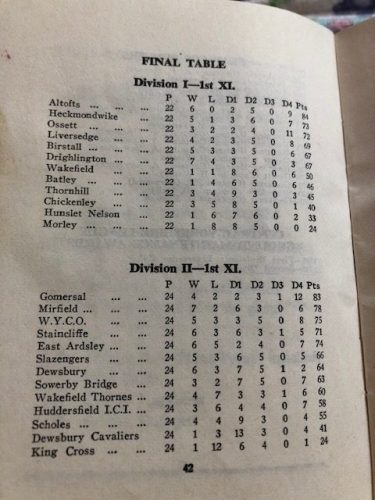 FINAL TABLE
Division I—1st XI.
P W L D1 D2 D3 D4 Pts
Altofts ... ... ... 22 6 0 2 5 0 9 84
Heckmondwike ... 22 5 1 3 6 0 7 73
Ossett ... ... ... 22 3 2 2 4 0 11 72
Liversedge ... ... 22 4 2 3 5 0 8 69
Birstall ... ... ... 22 5 3 3 5 0 6 67
Drighlington ... ... 22 7 4 3 5 0 3 67
Wakefield ... ... 22 1 1 8 6 0 6 50
Batley ... ... ... 22 1 4 6 5 0 6 46
Thornhill ... ... 22 3 4 9 3 0 3 45
Chickenley ... ... 22 3 5 8 5 0 1 40
Hunslet Nelson ... 22 1 6 7 6 0 2 33
Morley ... ... ... 22 1 8 8 5 0 0 24
Division II—1st XI.
P W L D1 D2 D3 D4 Pts
Gomersal ... ... 24 4 2 2 3 1 12 83
Mirfield ... ... ... 24 7 2 6 3 0 6 78
W.Y.C.O. ... ... 24 5 3 3 5 0 8 75
Staincliffe ... ... 24 6 3 6 3 1 5 71
East Ardsley ... ... 24 6 5 2 4 0 7 74
Slazengers ... ... 24 5 3 6 5 0 5 66
Dewsbury ... ... 24 6 3 5 7 1 2 64
Sowerby Bridge ... 24 3 2 7 5 0 7 63
Wakefield Thornes ... 24 4 7 3 3 1 6 60
Huddersfield I.C.I. ... 24 3 6 4 4 0 7 58
Scholes ... ... ... 24 4 4 9 3 0 4 55
Dewsbury Cavaliers 24 1 3 13 3 0 4 41
King Cross ... ... 24 1 12 6 4 0 1 24
42